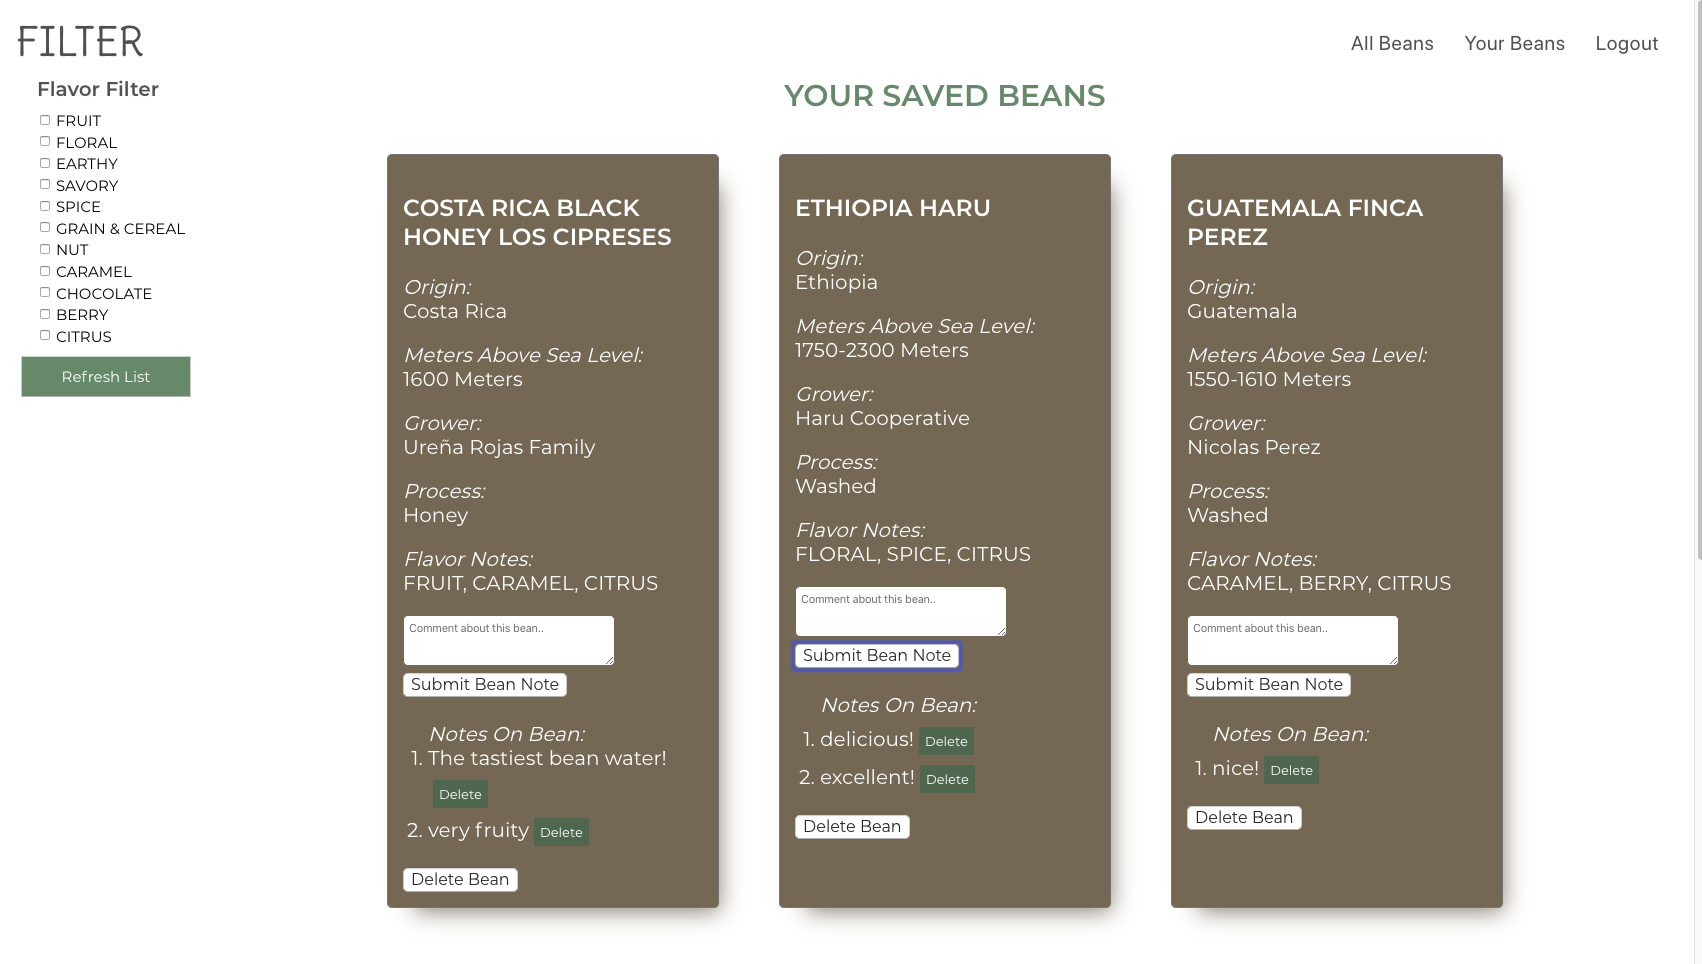 FILTER
All Beans
Your Beans
Logout
Flavor Filter
FRUIT
FLORAL
EARTHY
SAVORY
SPICE
GRAIN & CEREAL
NUT
CARAMEL
CHOCOLATE
BERRY
CITRUS
Refresh List
YOUR SAVED BEANS
COSTA RICA BLACK
HONEY LOS CIPRESES
Origin:
Costa Rica
Meters Above Sea Level:
1600 Meters
Grower:
Ureña Rojas Family
Process:
Honey
Flavor Notes:
FRUIT, CARAMEL, CITRUS
Comment about this bean..
Submit Bean Note
Notes On Bean:
1. The tastiest bean water!
Delete
2. very fruity Delete
Delete Bean
ETHIOPIA HARU
Origin:
Ethiopia
Meters Above Sea Level:
1750-2300 Meters
Grower:
Haru Cooperative
Process:
Washed
Flavor Notes:
FLORAL, SPICE, CITRUS
Comment about this bean..
Submit Bean Note
Notes On Bean:
1. delicious! Delete
2. excellent! Delete
Delete Bean
GUATEMALA FINCA
PEREZ
Origin:
Guatemala
Meters Above Sea Level:
1550-1610 Meters
Grower:
Nicolas Perez
Process:
Washed
Flavor Notes:
CARAMEL, BERRY, CITRUS
Comment about this bean..
Submit Bean Note
Notes On Bean:
1. nice! Delete
Delete Bean